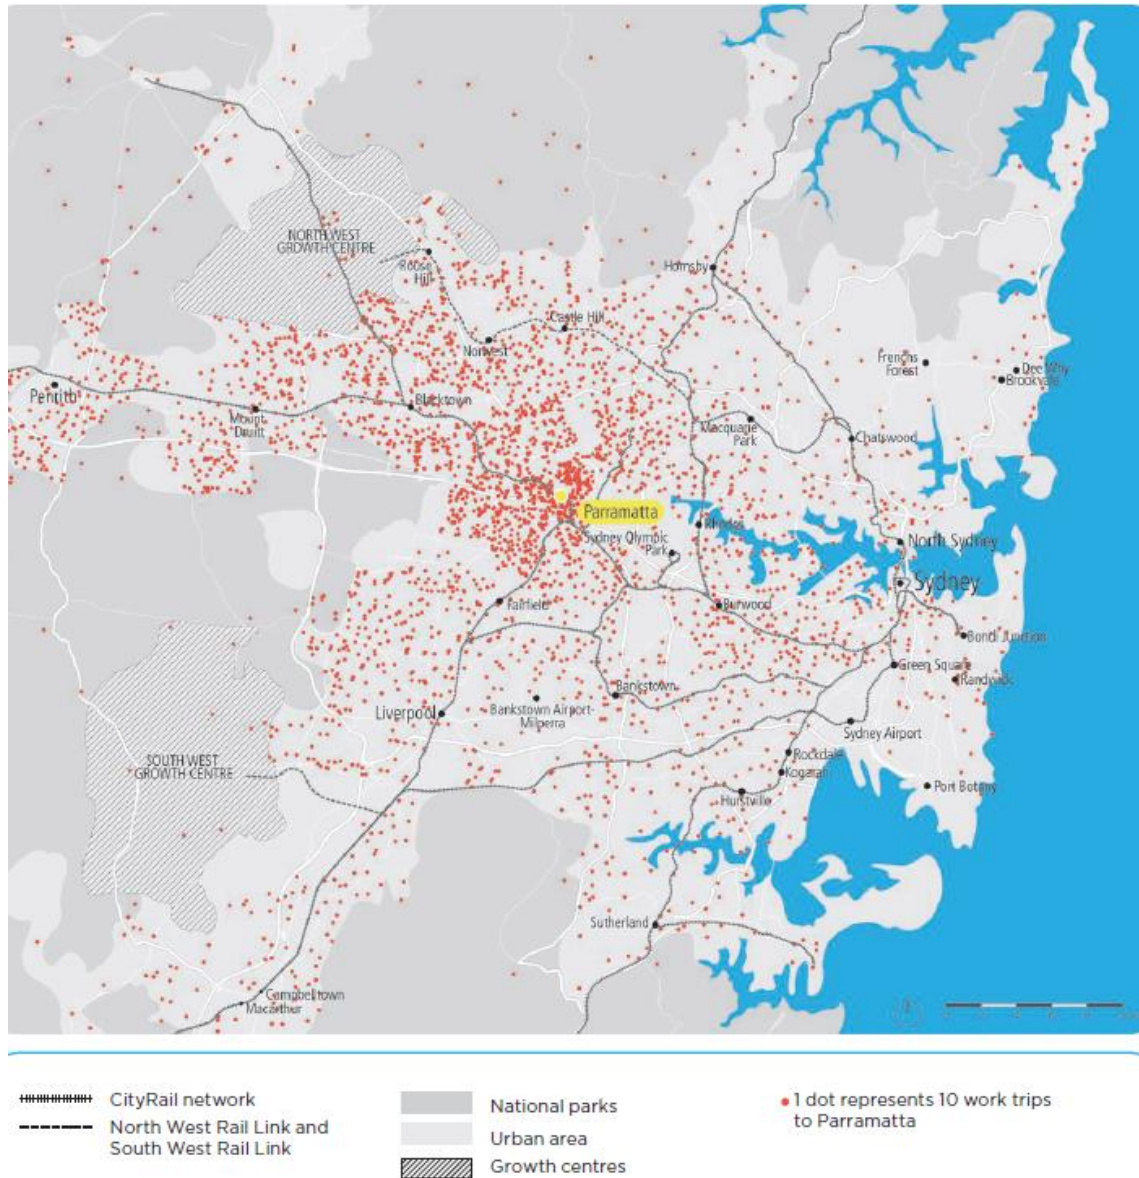 NORTH WEST
GROWTH CENTRE
Rouse
Hill
Hornsby
Castle Hill
Norwest
Frenchs
Forest
Dee Why
Brookvale
Penrith
Blacktown
Mount
Druitt
Macquarie
Park
Chatswood
Parramatta
Rhodes
Sydney Olympic
Park
North Sydney
Sydney
Fairfield
Burwood
Bondi Junction
Green Square
Randwick
Bankstown
Liverpool
Bankstown Airport-
Milperra
Sydney Airport
SOUTH WEST
GROWTH CENTRE
Rockdale
Kogarah
Hurstville
Port Botany
Sutherland
Campbelltown
Macarthur
CityRail network
North West Rail Link and
South West Rail Link
National parks
Urban area
Growth centres
1 dot represents 10 work trips
to Parramatta